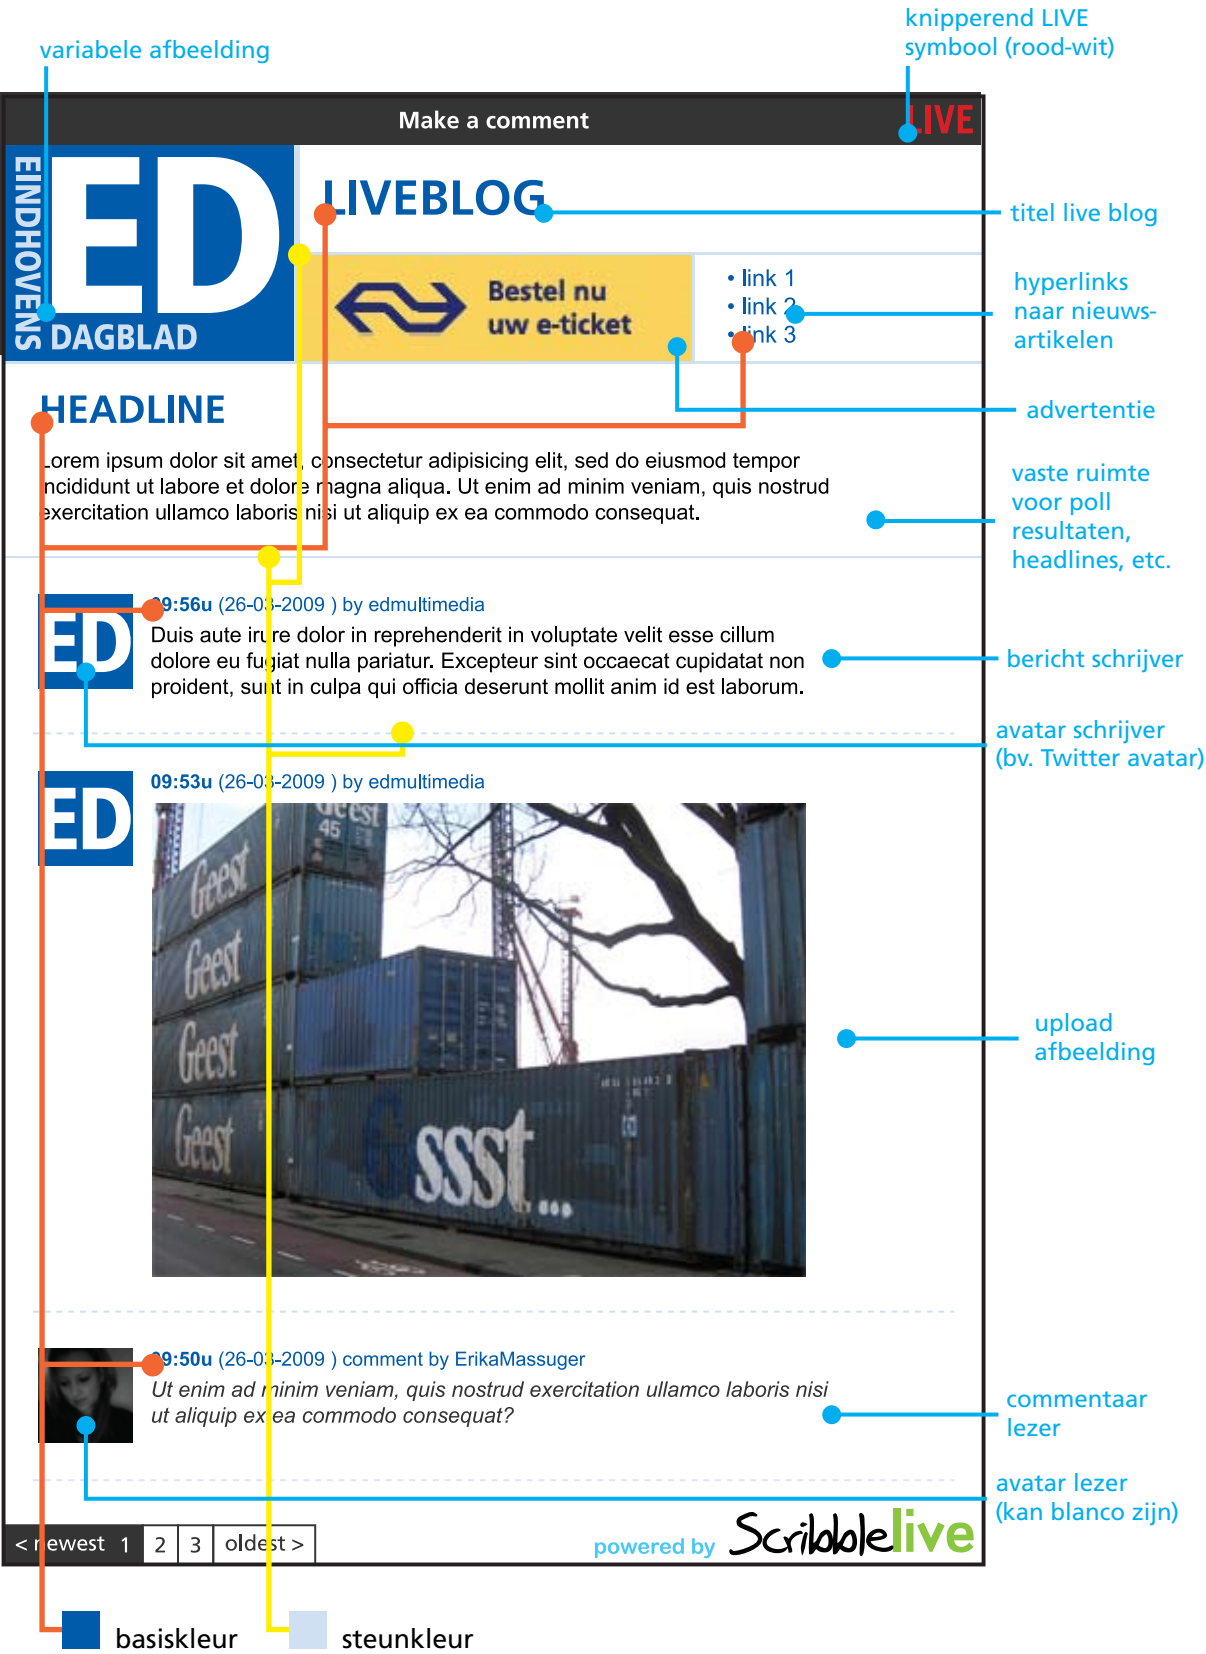 knipperend LIVE
symbool (rood-wit)
variabele afbeelding
Make a comment
LIVE
EINDHOVENS
ED
DAGBLAD
LIVEBLOG
titel live blog
Bestel nu
uw e-ticket
• link 1
• link 2
• link 3
hyperlinks
naar nieuws-
artikelen
advertentie
HEADLINE
Lorem ipsum dolor sit amet, consectetur adipisicing elit, sed do eiusmod tempor
incididunt ut labore et dolore magna aliqua. Ut enim ad minim veniam, quis nostrud
exercitation ullamco laboris nisi ut aliquip ex ea commodo consequat.
vaste ruimte
voor poll
resultaten,
headlines, etc.
ED
09:56u (26-03-2009 ) by edmultimedia
Duis aute irure dolor in reprehenderit in voluptate velit esse cillum
dolore eu fugiat nulla pariatur. Excepteur sint occaecat cupidatat non
proident, sunt in culpa qui officia deserunt mollit anim id est laborum.
bericht schrijver
avatar schrijver
(bv. Twitter avatar)
ED
09:53u (26-03-2009 ) by edmultimedia
Geest
45
Geest
Geest
Geest
Geest
Gssst...
upload
afbeelding
09:50u (26-03-2009 ) comment by ErikaMassuger
Ut enim ad minim veniam, quis nostrud exercitation ullamco laboris nisi
ut aliquip ex ea commodo consequat?
commentaar
lezer
avatar lezer
(kan blanco zijn)
< newest 1 2 3 oldest >
powered by Scribblelive
basiskleur
steunkleur